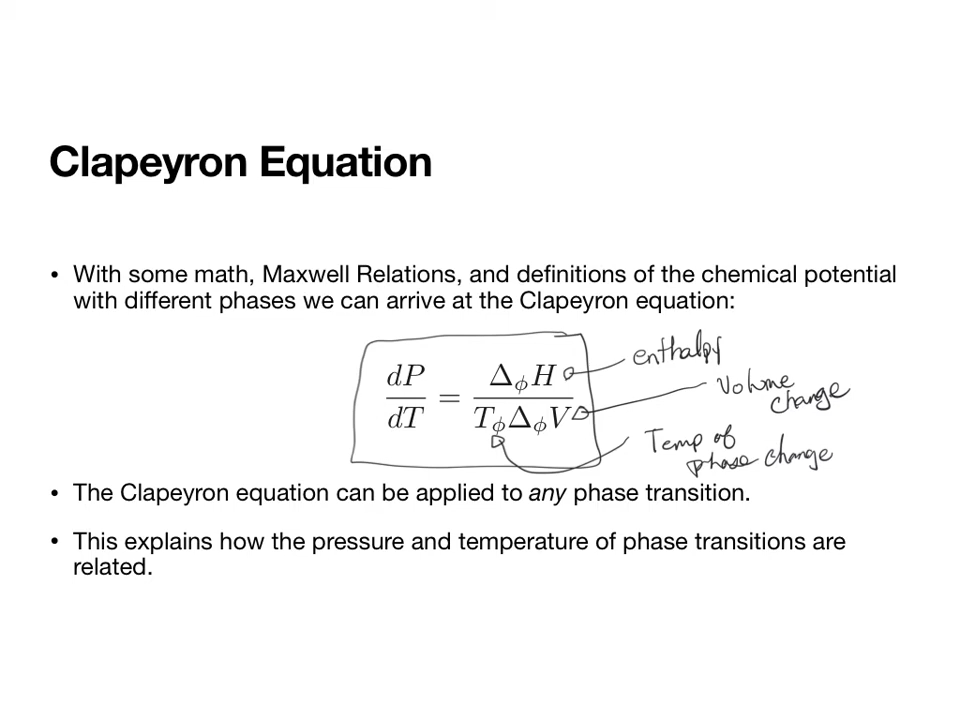 Clapeyron Equation
• With some math, Maxwell Relations, and definitions of the chemical potential
with different phases we can arrive at the Clapeyron equation:
dP/dT = Δ_ϕH / T_ϕΔ_ϕV
enthalpy
Volume
change
Temp of
phase change
• The Clapeyron equation can be applied to any phase transition.
• This explains how the pressure and temperature of phase transitions are
related.